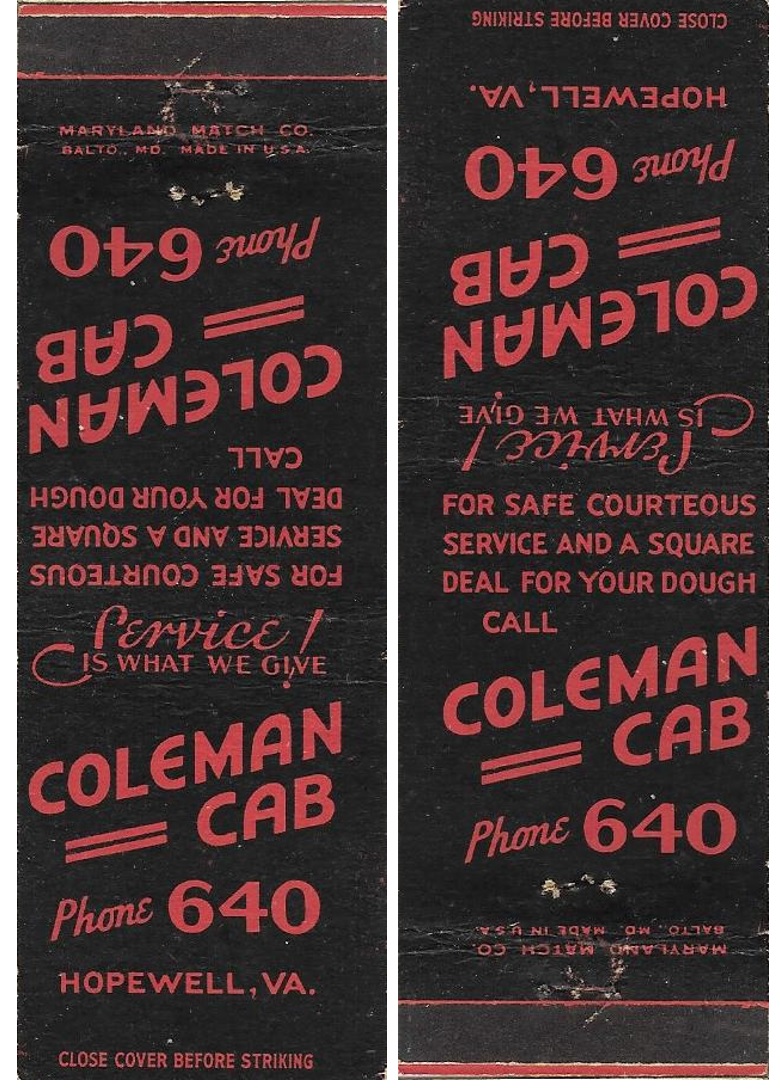 MARYLAND MATCH CO.
BALTO., MD. MADE IN U.S.A.
Phone 640
COLEMAN
CAB
FOR SAFE COURTEOUS
SERVICE AND A SQUARE
DEAL FOR YOUR DOUGH
CALL
Service!
IS WHAT WE GIVE
COLEMAN
CAB
Phone 640
HOPEWELL, VA.
CLOSE COVER BEFORE STRIKING
CLOSE COVER BEFORE STRIKING
HOPEWELL, VA.
Phone 640
COLEMAN
CAB
Service!
IS WHAT WE GIVE
FOR SAFE COURTEOUS
SERVICE AND A SQUARE
DEAL FOR YOUR DOUGH
CALL
COLEMAN
CAB
Phone 640
MARYLAND MATCH CO.
BALTO., MD. MADE IN U.S.A.